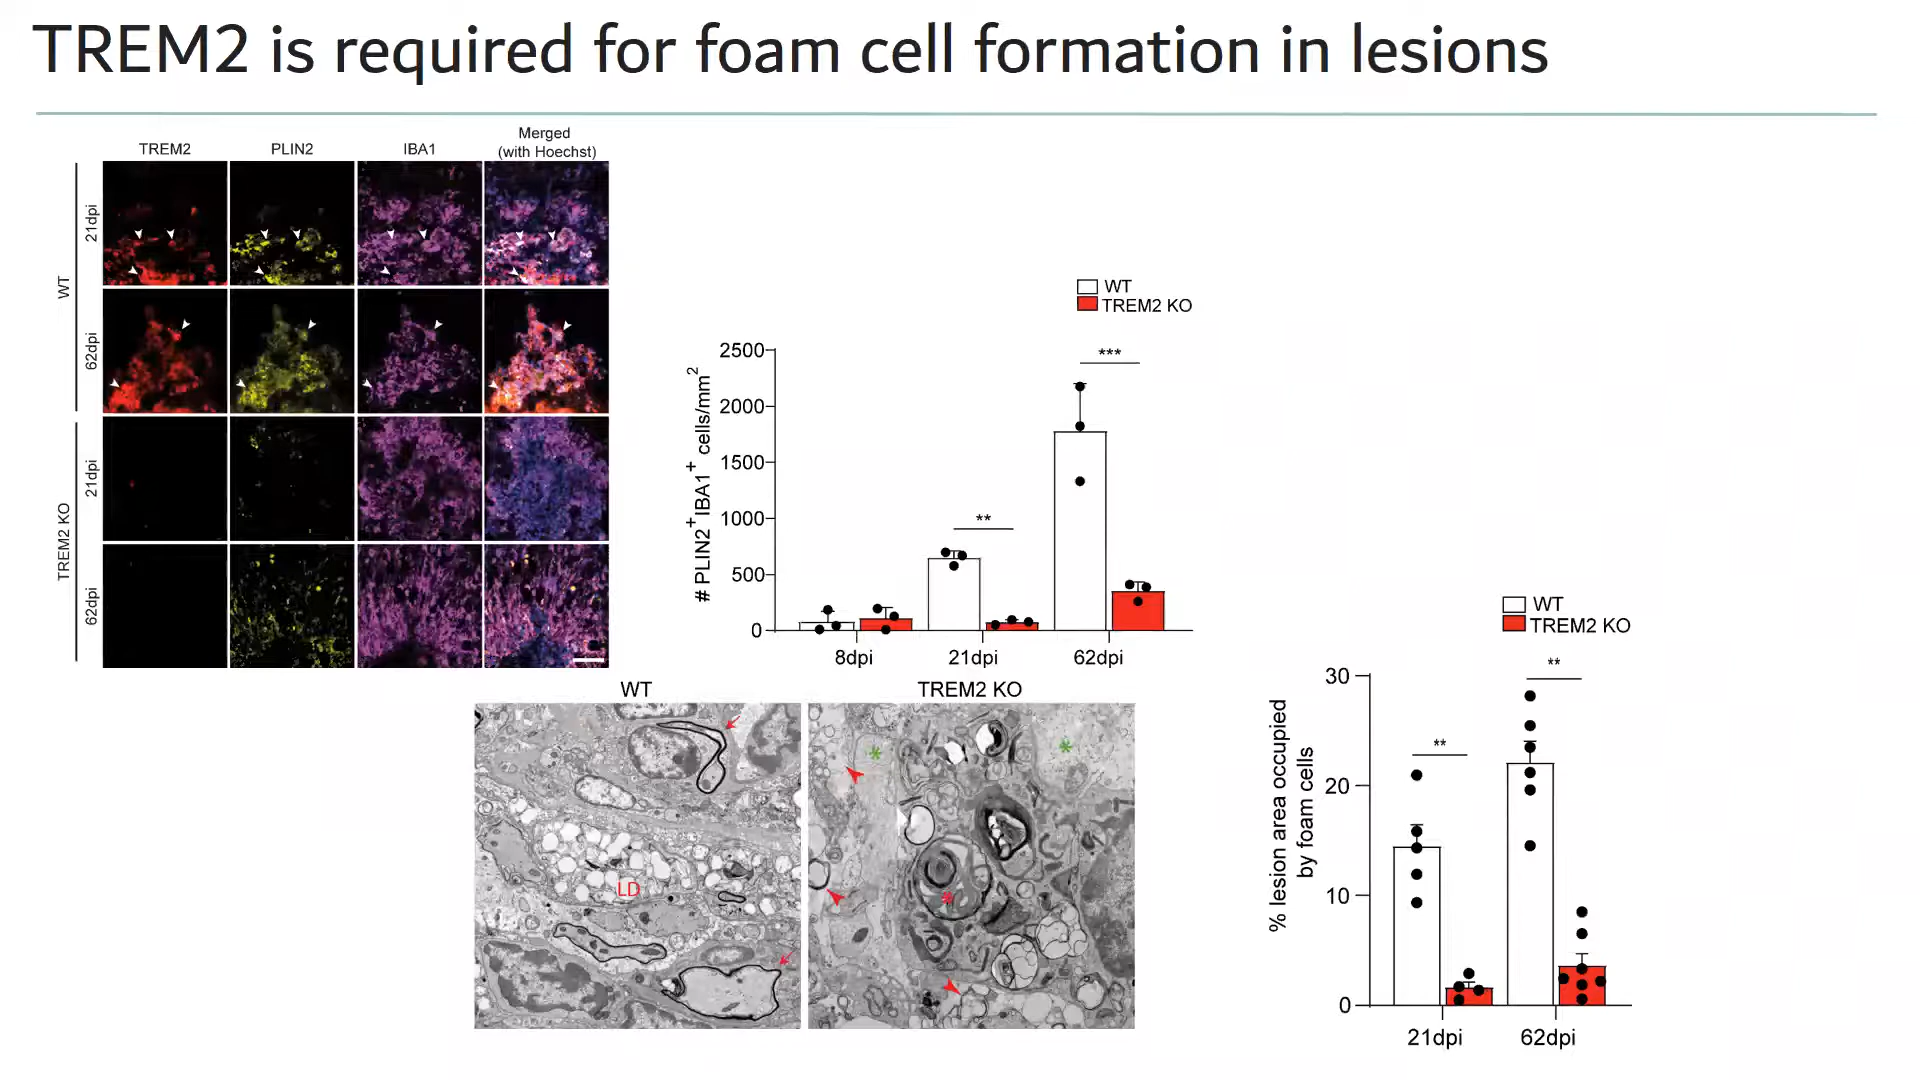 TREM2 is required for foam cell formation in lesions
TREM2
PLIN2
IBA1
Merged
(with Hoechst)
WT
21dpi
62dpi
TREM2 KO
21dpi
62dpi
WT
TREM2 KO
# PLIN2+IBA1+ cells/mm2
2500
2000
1500
1000
500
0
**
***
8dpi
21dpi
62dpi
WT
TREM2 KO
LD
*
*
*
WT
TREM2 KO
% lesion area occupied
by foam cells
30
20
10
0
**
**
21dpi
62dpi